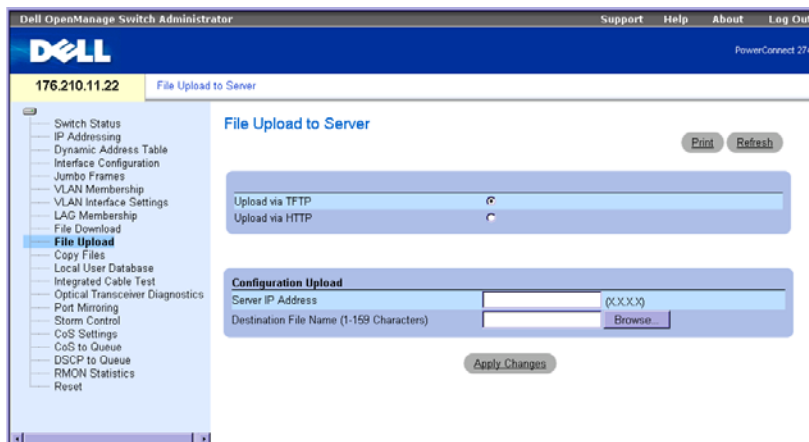 Dell OpenManage Switch Administrator
Support Help About Log Out
DELL
PowerConnect 274
176.210.11.22
File Upload to Server
Switch Status
IP Addressing
Dynamic Address Table
Interface Configuration
Jumbo Frames
VLAN Membership
VLAN Interface Settings
LAG Membership
File Download
File Upload
Copy Files
Local User Database
Integrated Cable Test
Optical Transceiver Diagnostics
Port Mirroring
Storm Control
CoS Settings
CoS to Queue
DSCP to Queue
RMON Statistics
Reset
File Upload to Server
Print Refresh
Upload via TFTP
Upload via HTTP
Configuration Upload
Server IP Address (X.X.X.X)
Destination File Name (1-159 Characters) Browse...
Apply Changes